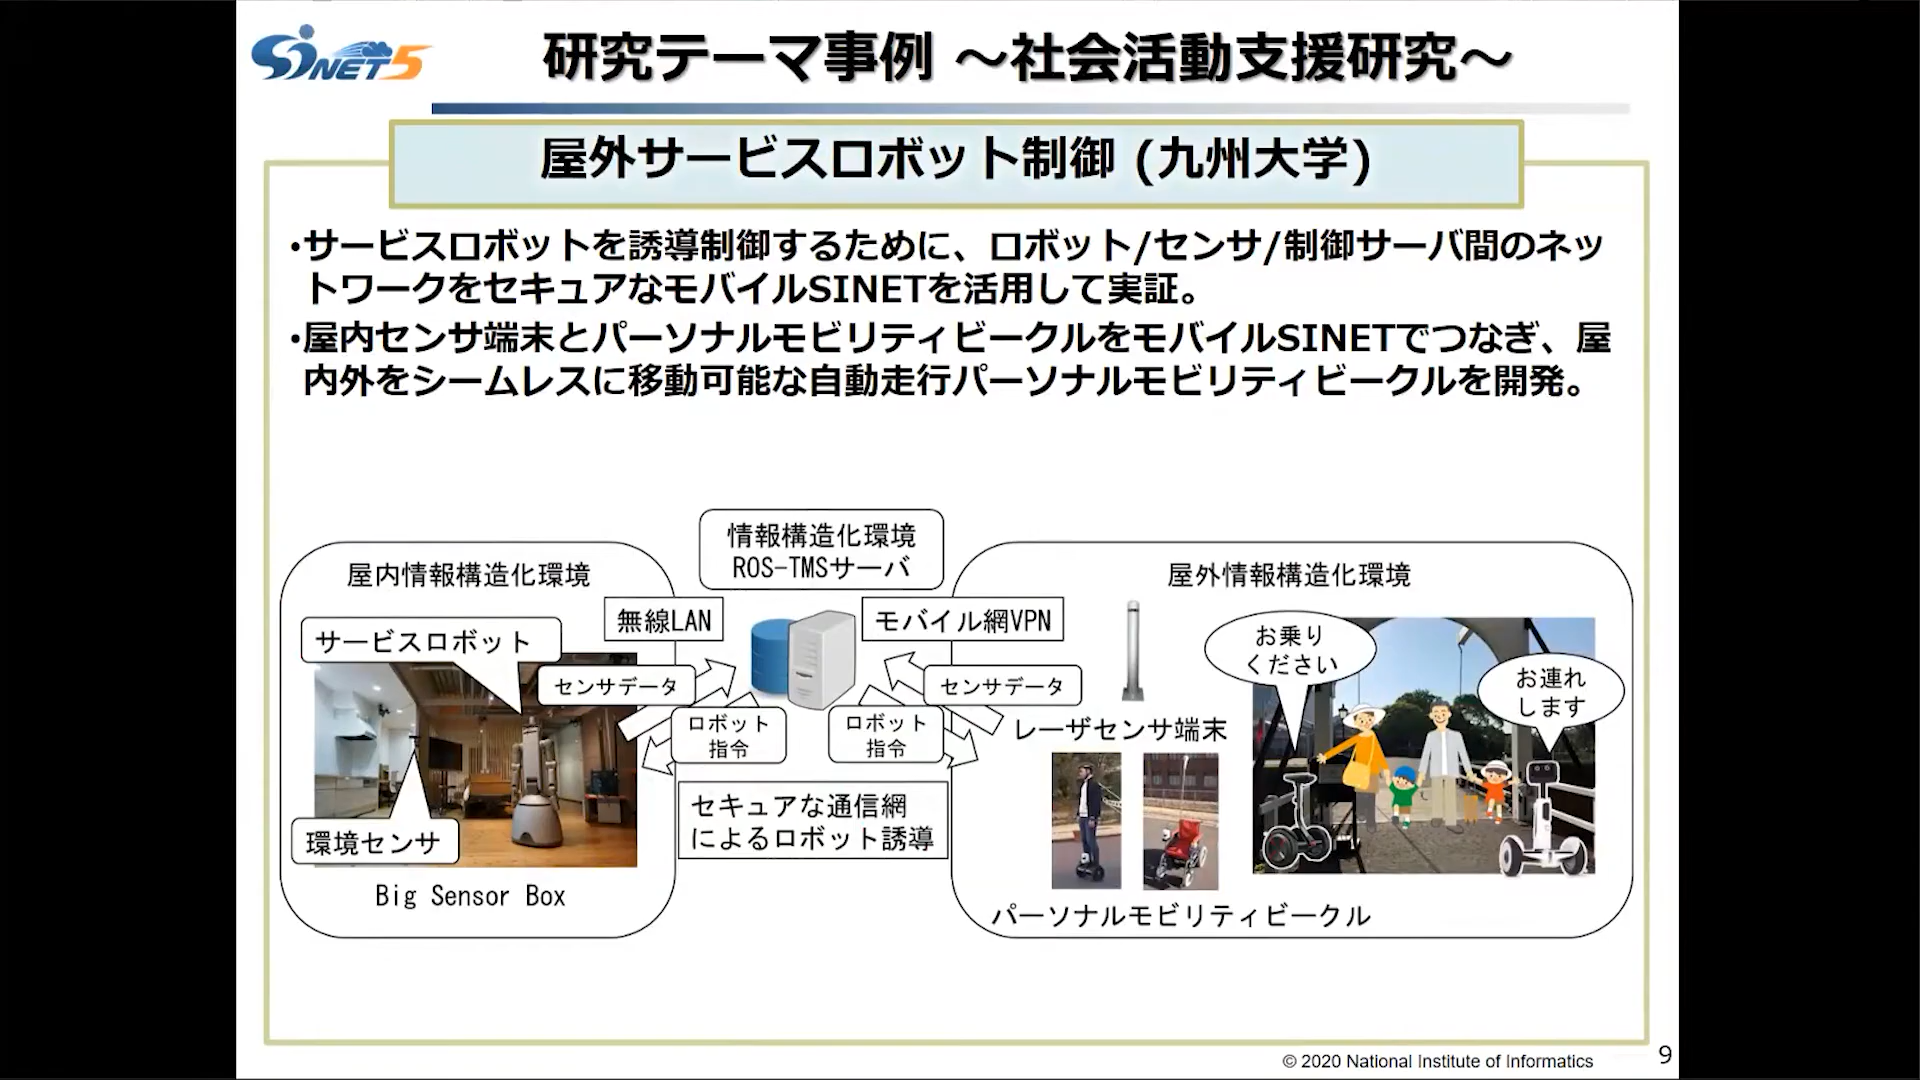 SINET5
研究テーマ事例 ～社会活動支援研究～
屋外サービスロボット制御 (九州大学)
•サービスロボットを誘導制御するために、ロボット/センサ/制御サーバ間のネッ
トワークをセキュアなモバイルSINETを活用して実証。
•屋内センサ端末とパーソナルモビリティビークルをモバイルSINETでつなぎ、屋
内外をシームレスに移動可能な自動走行パーソナルモビリティビークルを開発。
情報構造化環境
ROS-TMSサーバ
屋内情報構造化環境
サービスロボット
環境センサ
Big Sensor Box
無線LAN
センサデータ
ロボット
指令
モバイル網VPN
センサデータ
ロボット
指令
セキュアな通信網
によるロボット誘導
屋外情報構造化環境
レーザセンサ端末
お乗り
ください
お連れ
します
パーソナルモビリティビークル
© 2020 National Institute of Informatics
9